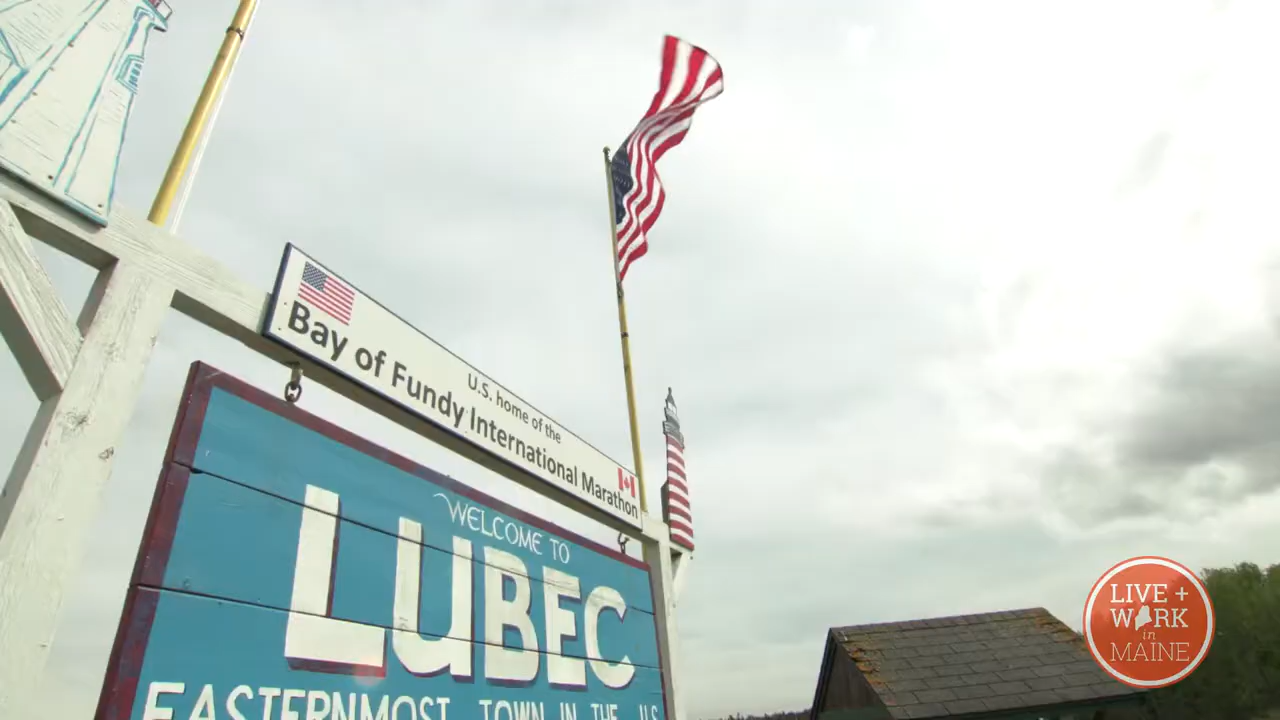 U.S. home of the
Bay of Fundy International Marathon
WELCOME TO
LUBEC
EASTERNMOST TOWN IN THE U.S
LIVE +
WORK
in
MAINE